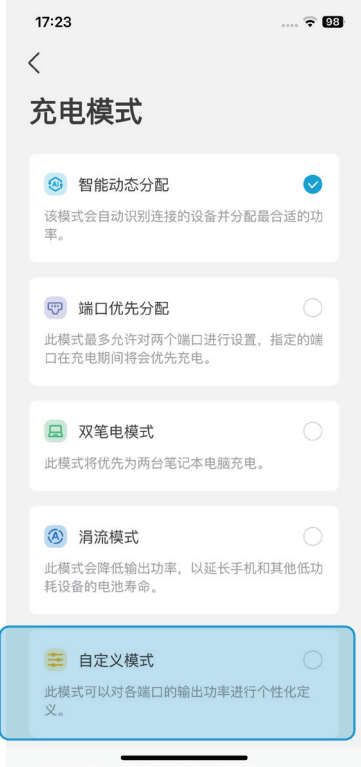 17:23
98
充电模式
智能动态分配
该模式会自动识别连接的设备并分配最合适的功
率。
端口优先分配
此模式最多允许对两个端口进行设置，指定的端
口在充电期间将会优先充电。
双笔电模式
此模式将优先为两台笔记本电脑充电。
涓流模式
此模式会降低输出功率，以延长手机和其他低功
耗设备的电池寿命。
自定义模式
此模式可以对各端口的输出功率进行个性化定
义。